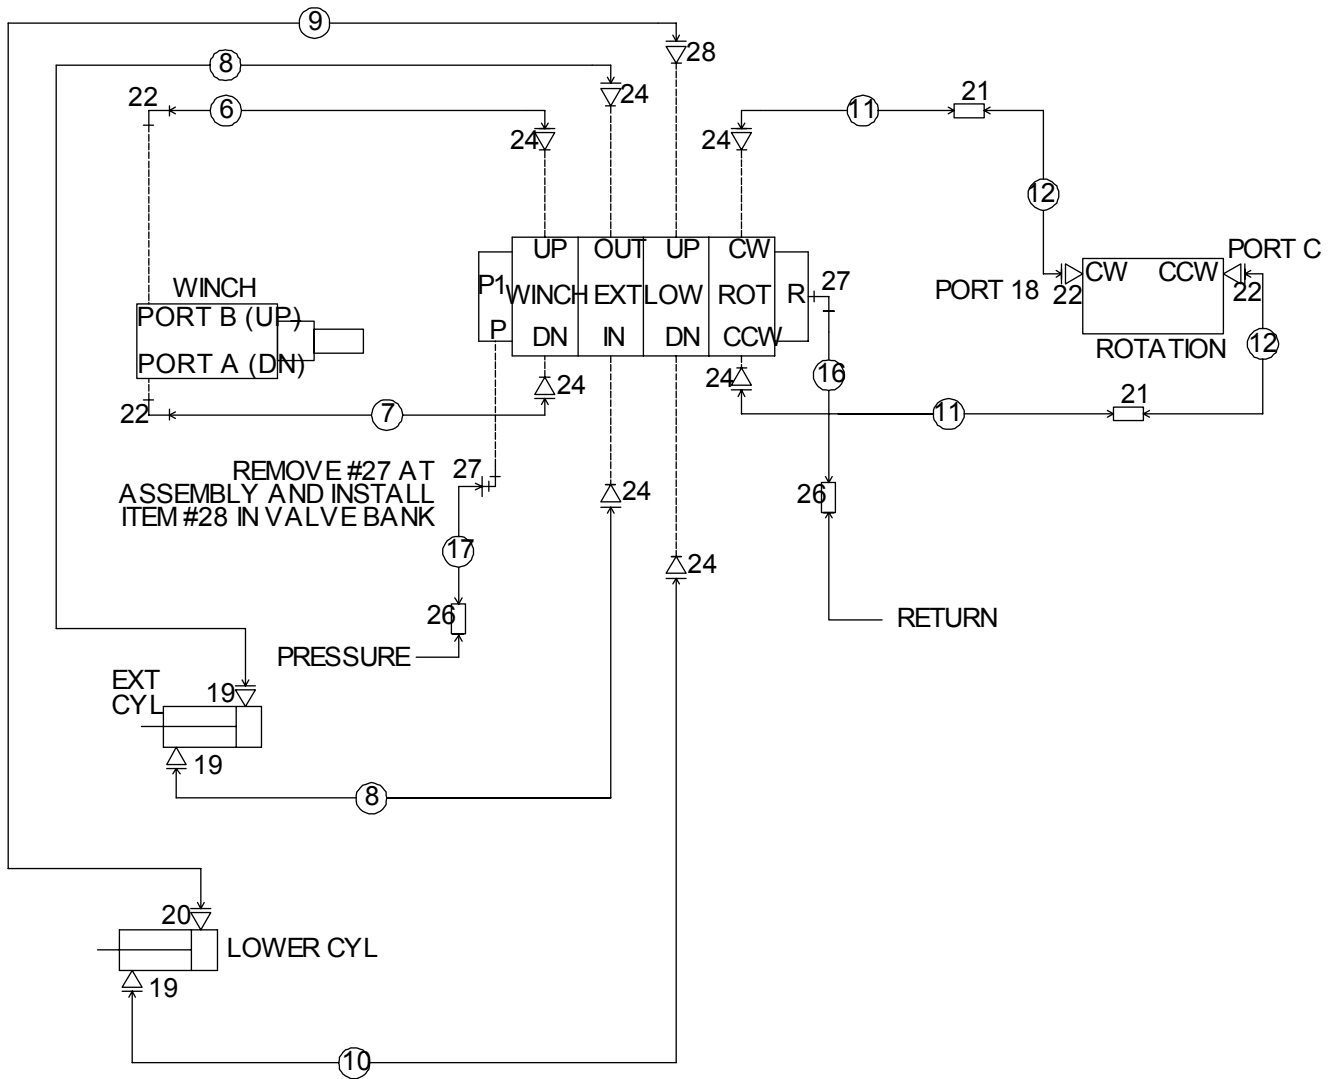 9
28
8
24
22
6
24
21
11
24
12
UP
OUT
UP
CW
PORT C
CW
CCW
WINCH
P1
WINCH
EXT
LOW
ROT
R
27
PORT 18
22
22
PORT B (UP)
P
DN
IN
DN
CCW
ROTATION
12
PORT A (DN)
24
24
16
22
7
11
21
REMOVE #27 AT
ASSEMBLY AND INSTALL
ITEM #28 IN VALVE BANK
27
24
26
17
24
26
RETURN
PRESSURE
EXT
CYL
19
19
8
20
LOWER CYL
19
10